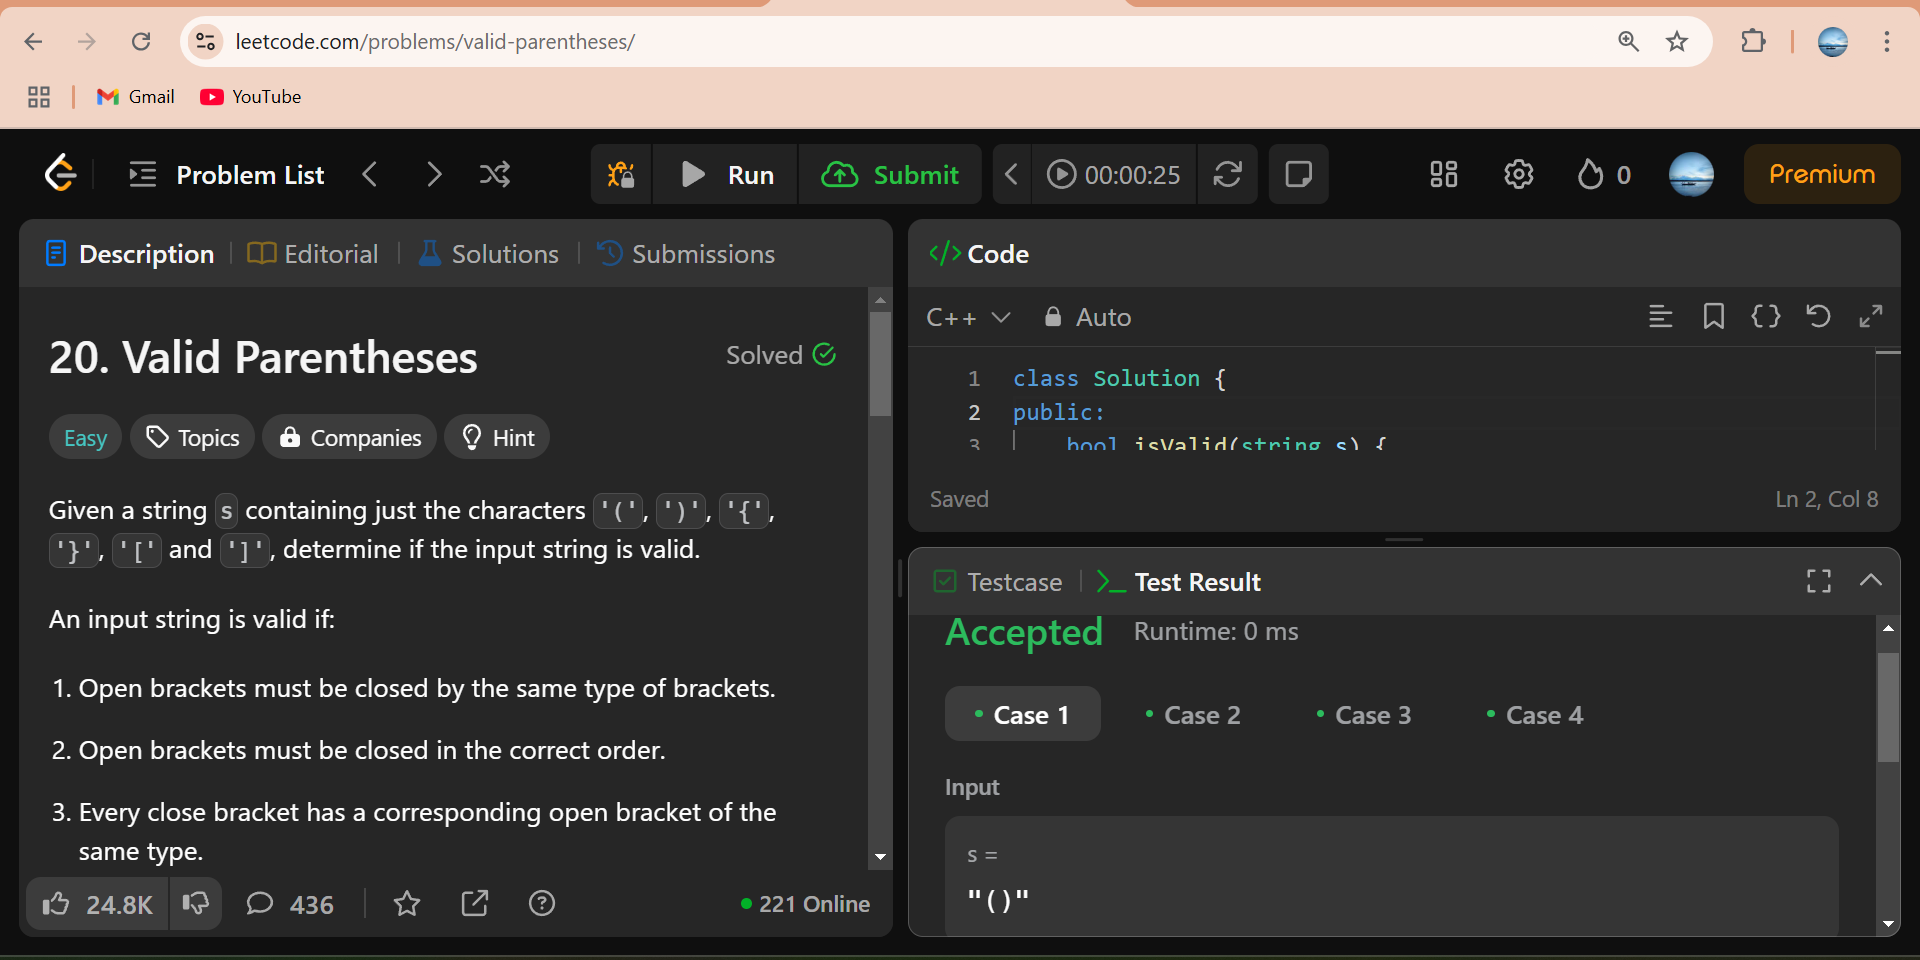 leetcode.com/problems/valid-parentheses/
Gmail YouTube
Problem List Run Submit 00:00:25 0 Premium
Description Editorial Solutions Submissions
20. Valid Parentheses Solved
Easy Topics Companies Hint
Given a string s containing just the characters '(', ')', '{',
'}', '[' and ']', determine if the input string is valid.
An input string is valid if:
1. Open brackets must be closed by the same type of brackets.
2. Open brackets must be closed in the correct order.
3. Every close bracket has a corresponding open bracket of the
same type.
24.8K 436 221 Online
</> Code
C++ Auto
1 class Solution {
2 public:
3 bool isValid(string s) {
Saved Ln 2, Col 8
Testcase >_ Test Result
Accepted Runtime: 0 ms
Case 1 Case 2 Case 3 Case 4
Input
s =
"()"